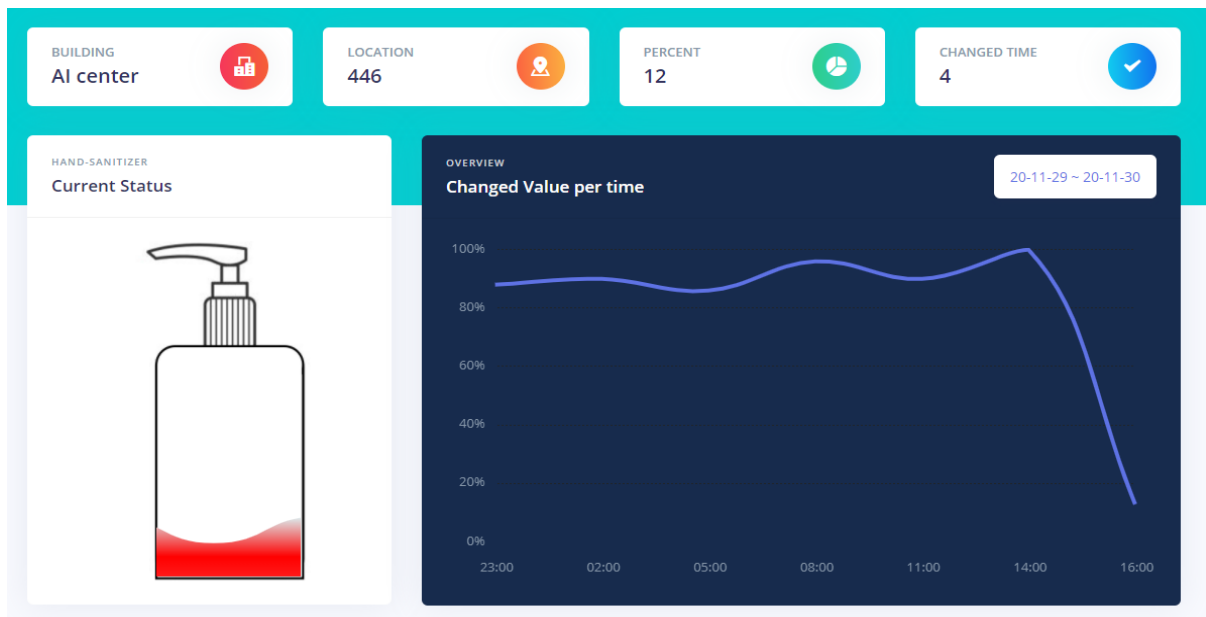 BUILDING
AI center
LOCATION
446
PERCENT
12
CHANGED TIME
4
HAND-SANITIZER
Current Status
OVERVIEW
Changed Value per time
20-11-29 ~ 20-11-30
100%
80%
60%
40%
20%
0%
23:00 02:00 05:00 08:00 11:00 14:00 16:00